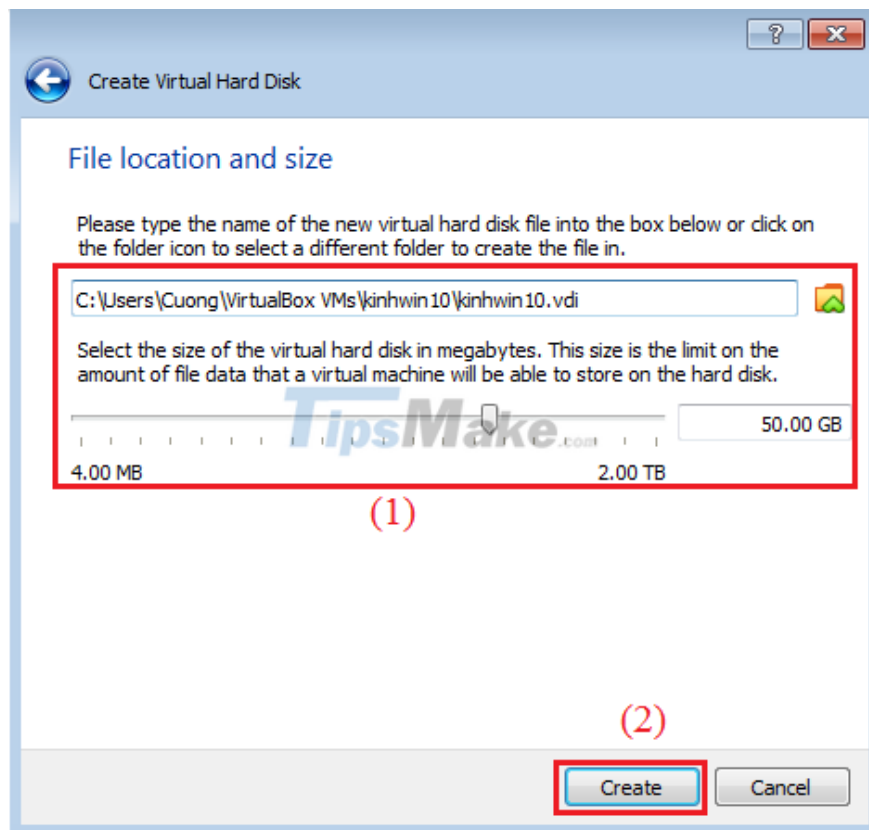 ?
Create Virtual Hard Disk
File location and size
Please type the name of the new virtual hard disk file into the box below or click on
the folder icon to select a different folder to create the file in.
C:\Users\Cuong\VirtualBox VMs\kinhwin10\kinhwin10.vdi
Select the size of the virtual hard disk in megabytes. This size is the limit on the
amount of file data that a virtual machine will be able to store on the hard disk.
TipsMake.com
50.00 GB
4.00 MB 2.00 TB
(1)
(2)
Create Cancel